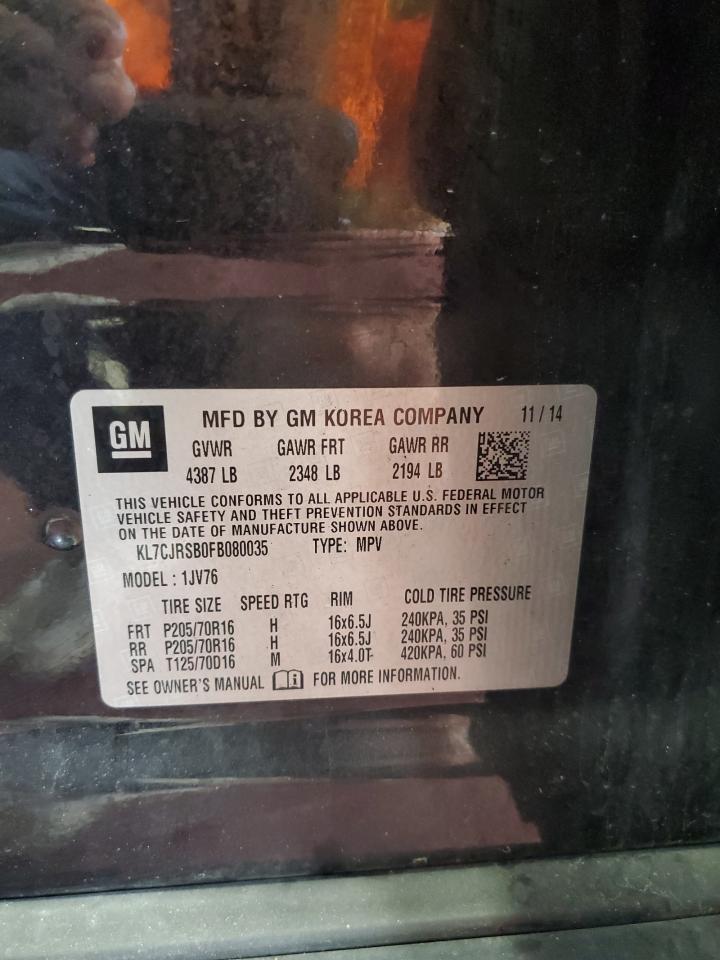 GM
MFD BY GM KOREA COMPANY 11/14
GVWR GAWR FRT GAWR RR
4387 LB 2348 LB 2194 LB
THIS VEHICLE CONFORMS TO ALL APPLICABLE U.S. FEDERAL MOTOR
VEHICLE SAFETY AND THEFT PREVENTION STANDARDS IN EFFECT
ON THE DATE OF MANUFACTURE SHOWN ABOVE.
KL7CJRSB0FB080035 TYPE: MPV
MODEL : 1JV76
TIRE SIZE SPEED RTG RIM COLD TIRE PRESSURE
FRT P205/70R16 H 16x6.5J 240KPA, 35 PSI
RR P205/70R16 H 16x6.5J 240KPA, 35 PSI
SPA T125/70D16 M 16x4.0T 420KPA, 60 PSI
SEE OWNER'S MANUAL i FOR MORE INFORMATION.